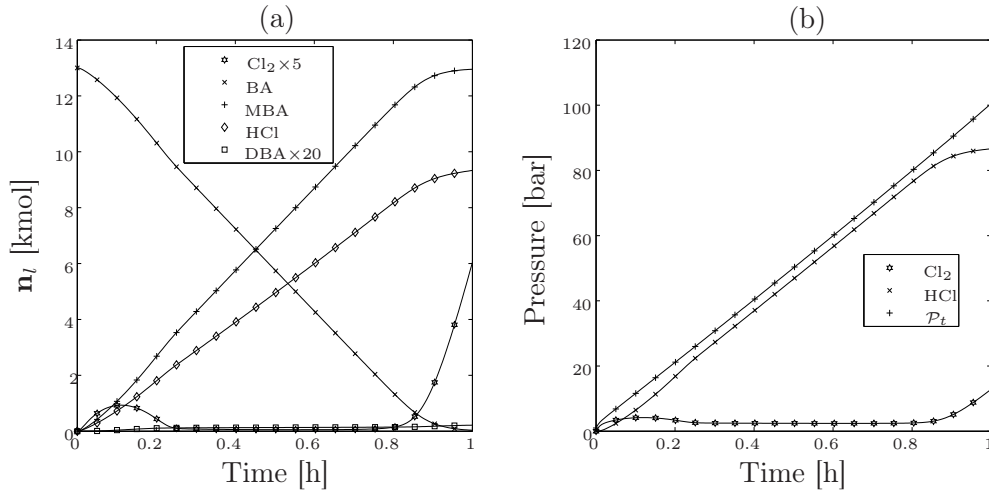 (a)
14
12
10
8
6
4
2
0
0
0.2
0.4
0.6
0.8
1
n_l [kmol]
Time [h]
Cl₂×5
BA
MBA
HCl
DBA×20
(b)
120
100
80
60
40
20
0
0
0.2
0.4
0.6
0.8
1
Pressure [bar]
Time [h]
Cl₂
HCl
𝒫ₜ